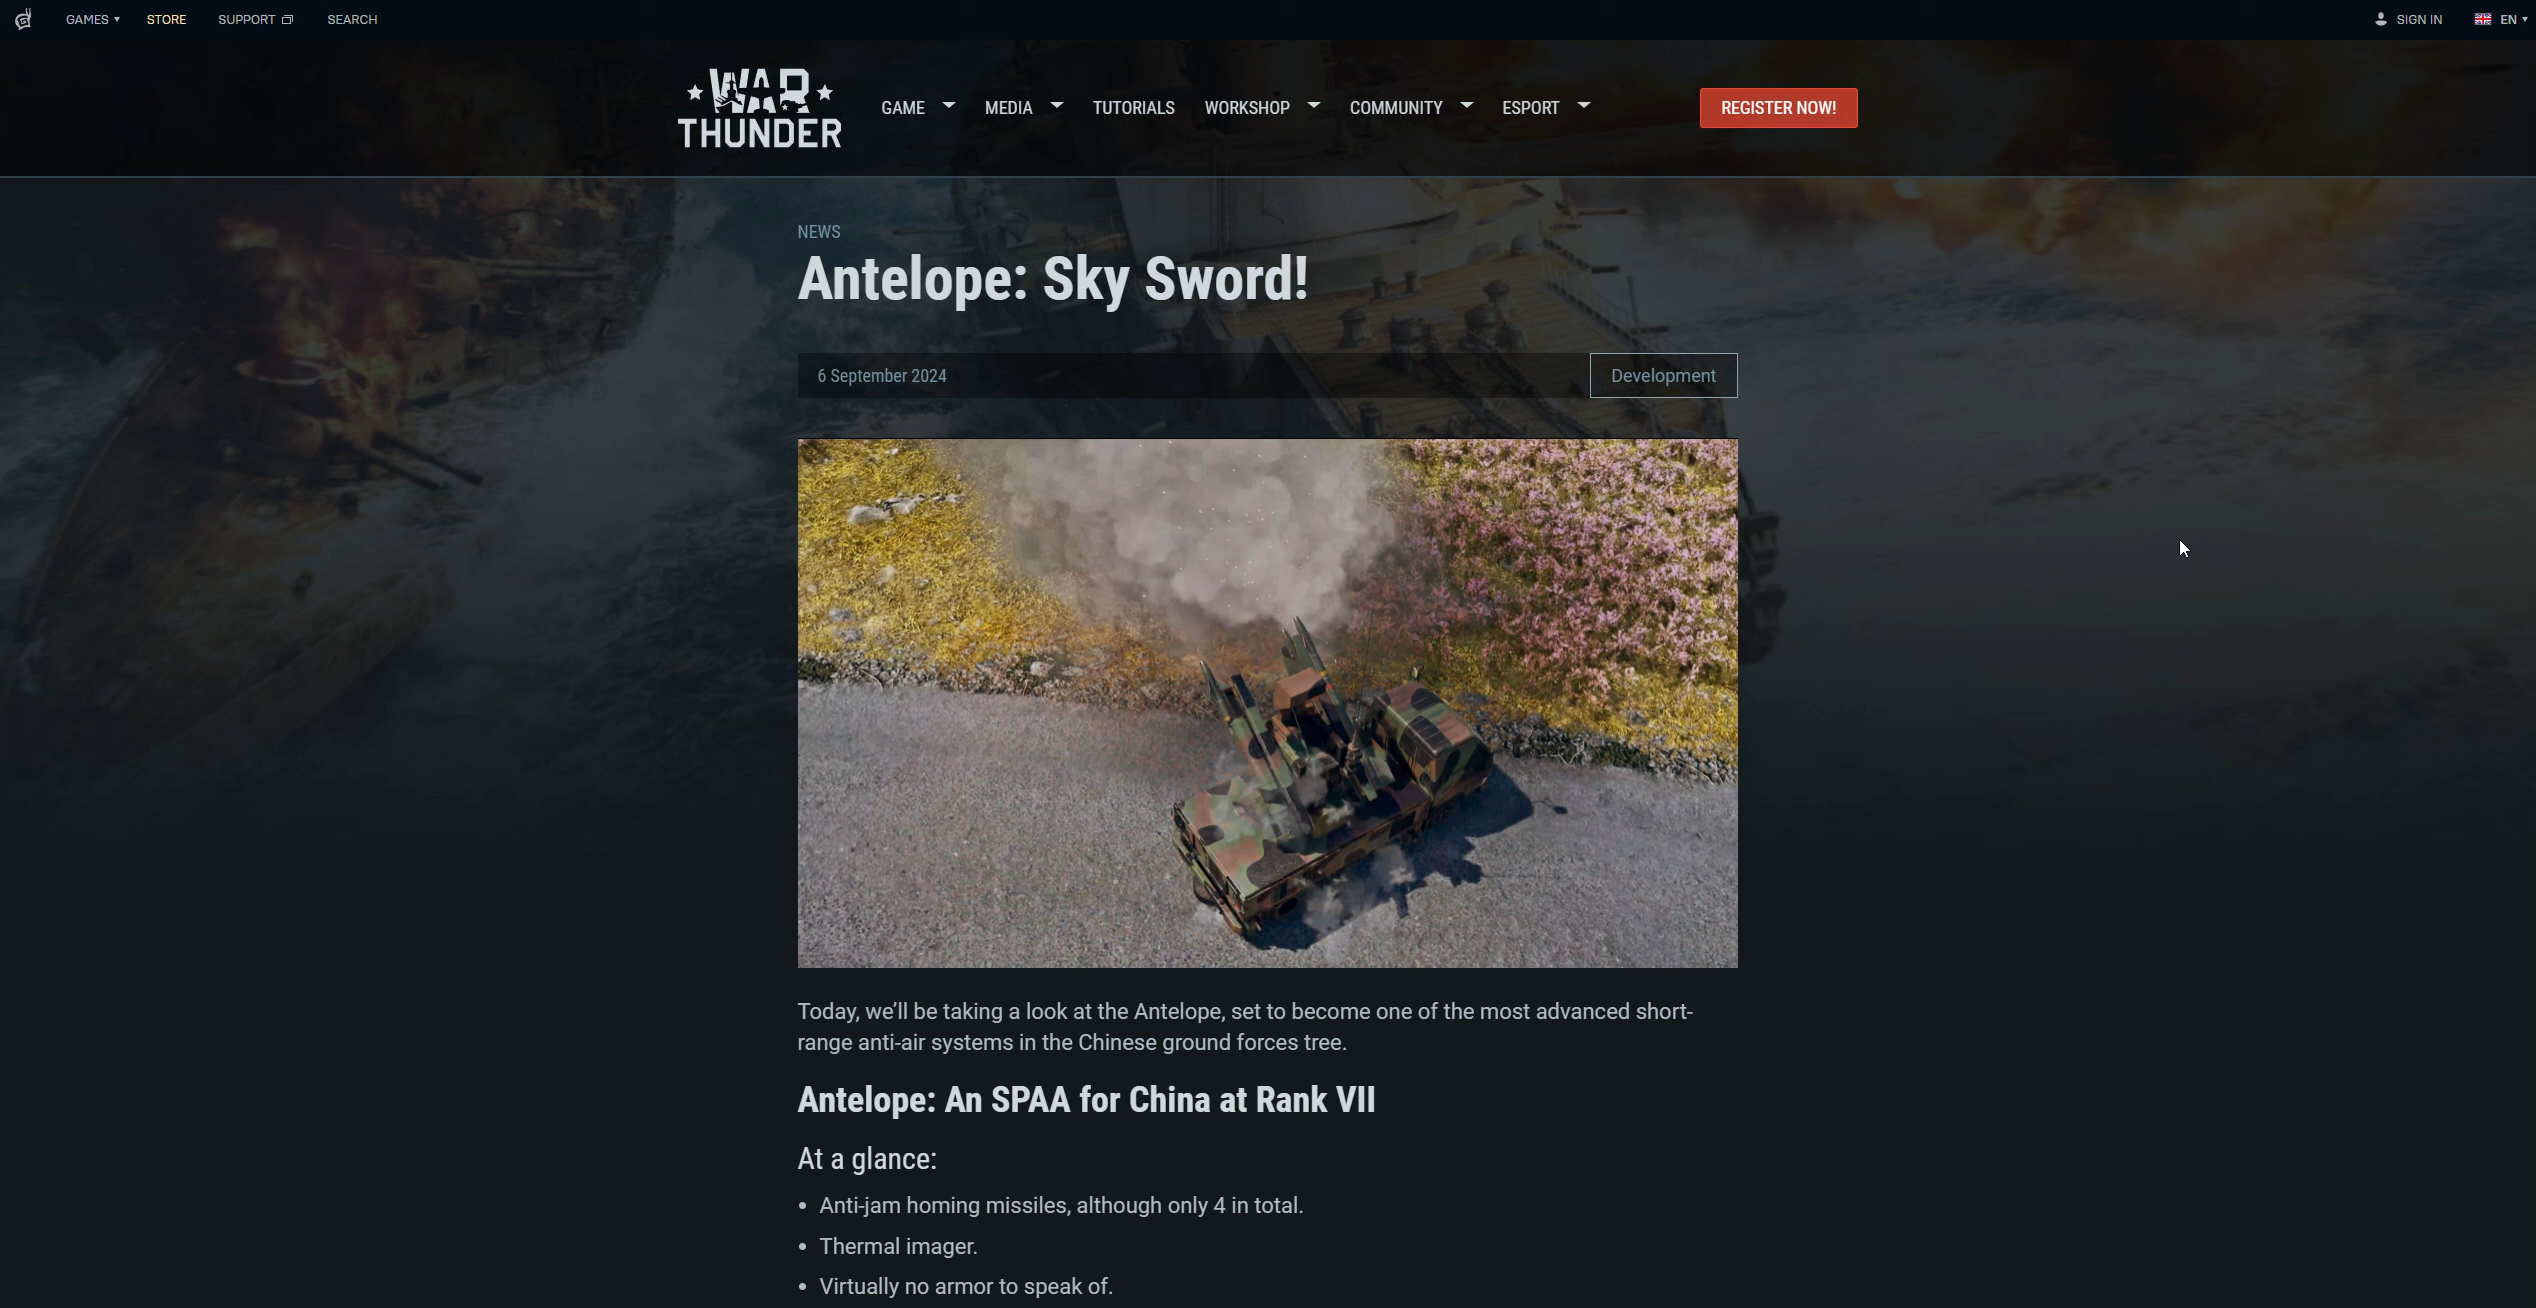 GAMES STORE SUPPORT SEARCH SIGN IN EN
WAR
THUNDER
GAME MEDIA TUTORIALS WORKSHOP COMMUNITY ESPORT REGISTER NOW!
NEWS
Antelope: Sky Sword!
6 September 2024 Development
Today, we’ll be taking a look at the Antelope, set to become one of the most advanced short-
range anti-air systems in the Chinese ground forces tree.
Antelope: An SPAA for China at Rank VII
At a glance:
• Anti-jam homing missiles, although only 4 in total.
• Thermal imager.
• Virtually no armor to speak of.